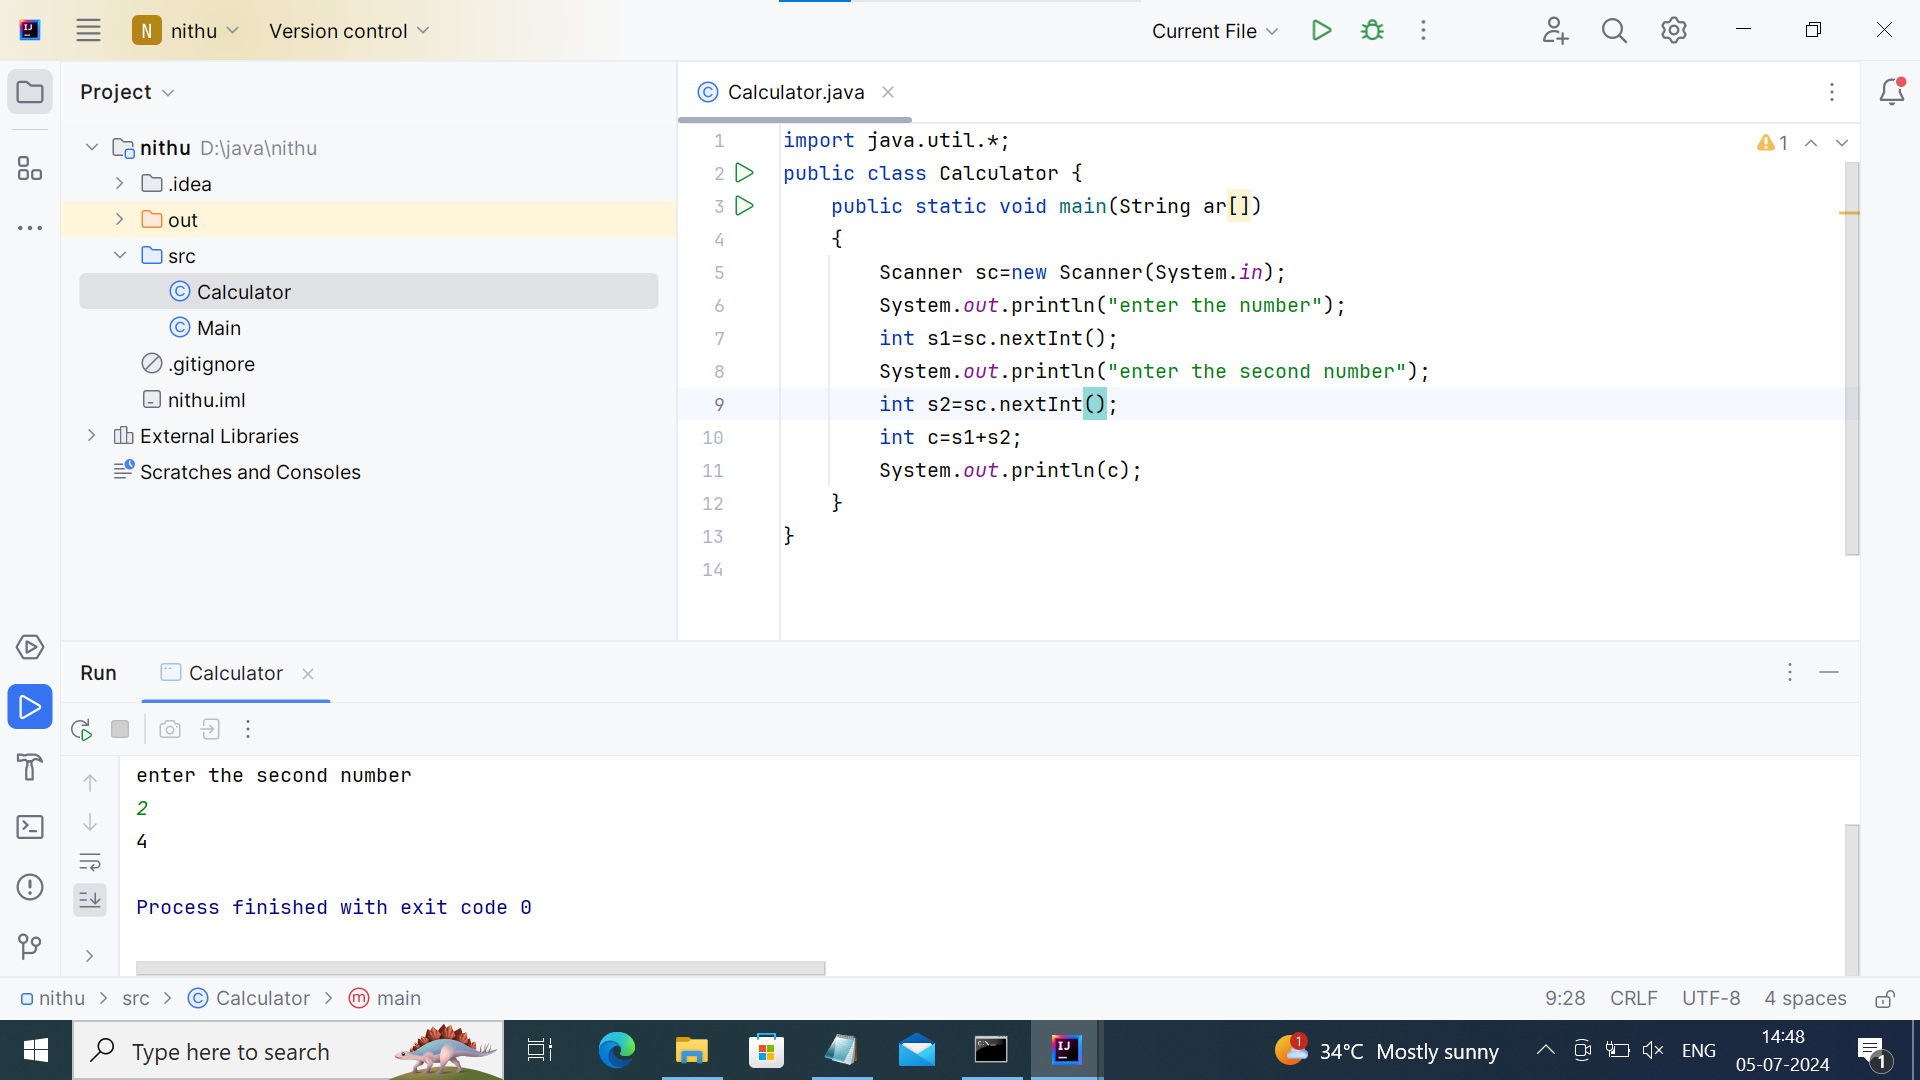 N nithu Version control Current File
Project
Calculator.java
nithu D:\java\nithu
.idea
out
src
Calculator
Main
.gitignore
nithu.iml
External Libraries
Scratches and Consoles
1 import java.util.*;
2 public class Calculator {
3 public static void main(String ar[])
4 {
5 Scanner sc=new Scanner(System.in);
6 System.out.println("enter the number");
7 int s1=sc.nextInt();
8 System.out.println("enter the second number");
9 int s2=sc.nextInt();
10 int c=s1+s2;
11 System.out.println(c);
12 }
13 }
14
1
Run Calculator
enter the second number
2
4
Process finished with exit code 0
nithu > src > Calculator > main 9:28 CRLF UTF-8 4 spaces
Type here to search 1 34°C Mostly sunny ENG 14:48
05-07-2024 1